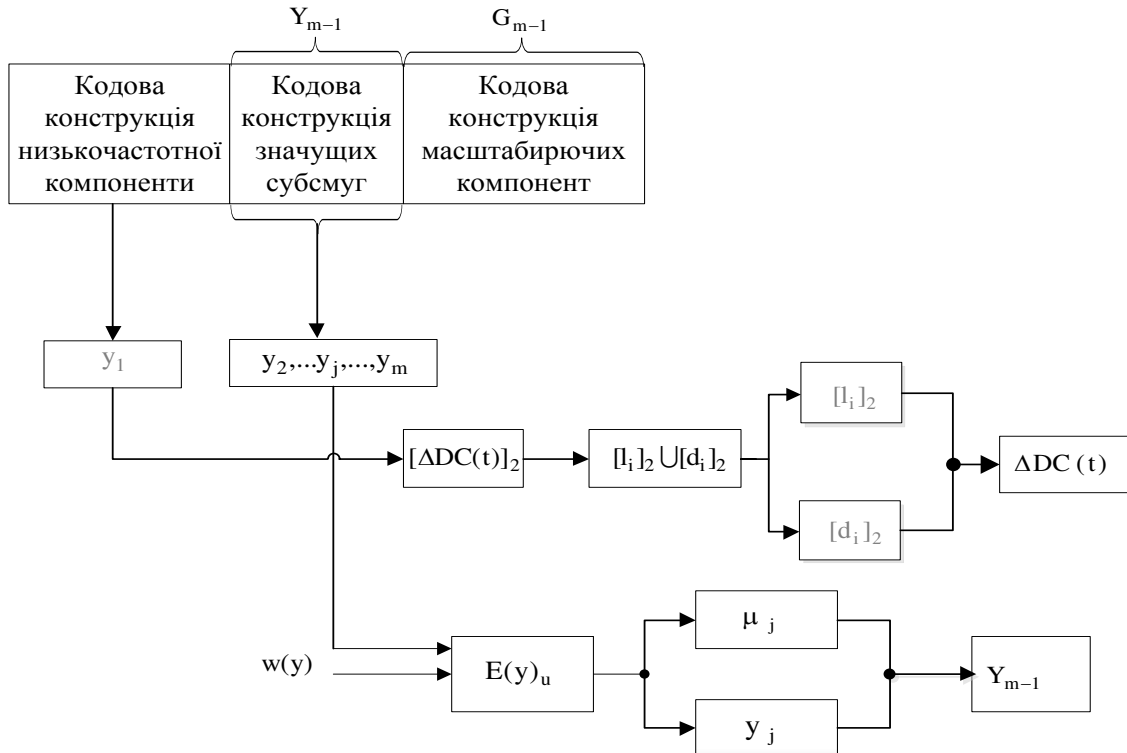 Y_{m-1}
G_{m-1}
Кодова
конструкція
низькочастотної
компоненти
Кодова
конструкція
значущих
субсмуг
Кодова
конструкція
масштабирючих
компонент
y_1
y_2,...y_j,...,y_m
[ΔDC(t)]_2
[l_i]_2 ∪[d_i]_2
[l_i]_2
[d_i]_2
ΔDC (t)
w(y)
E(y)_u
μ_j
y_j
Y_{m-1}